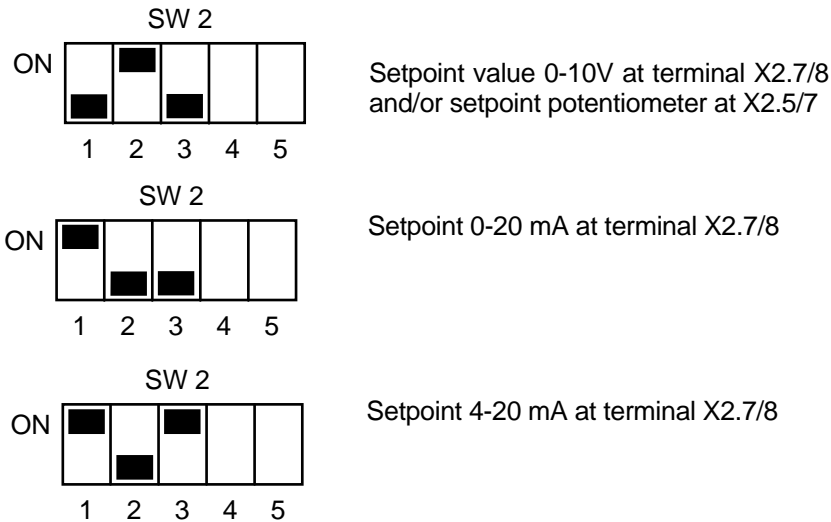 SW 2
ON
Setpoint value 0-10V at terminal X2.7/8
and/or setpoint potentiometer at X2.5/7
1 2 3 4 5
SW 2
ON
Setpoint 0-20 mA at terminal X2.7/8
1 2 3 4 5
SW 2
ON
Setpoint 4-20 mA at terminal X2.7/8
1 2 3 4 5